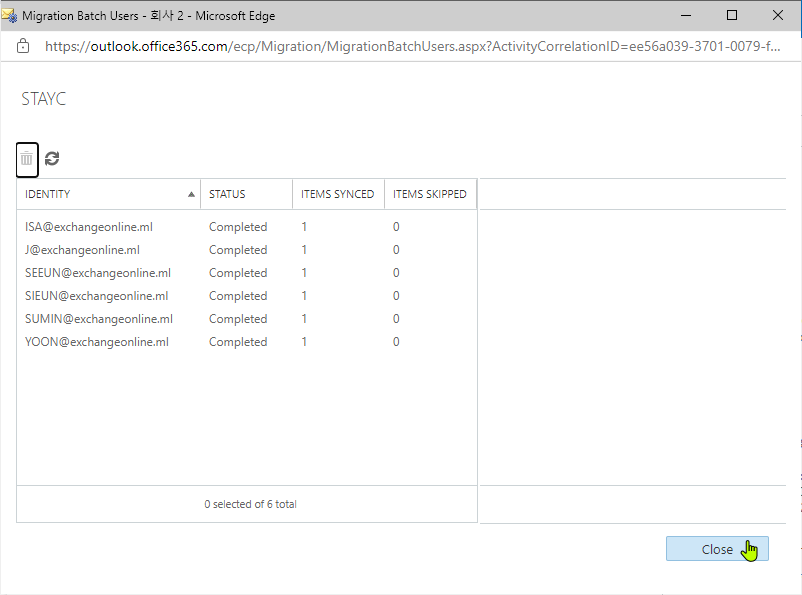 Migration Batch Users - 회사 2 - Microsoft Edge
https://outlook.office365.com/ecp/Migration/MigrationBatchUsers.aspx?ActivityCorrelationID=ee56a039-3701-0079-f...
STAYC
IDENTITY STATUS ITEMS SYNCED ITEMS SKIPPED
ISA@exchangeonline.ml Completed 1 0
J@exchangeonline.ml Completed 1 0
SEEUN@exchangeonline.ml Completed 1 0
SIEUN@exchangeonline.ml Completed 1 0
SUMIN@exchangeonline.ml Completed 1 0
YOON@exchangeonline.ml Completed 1 0
0 selected of 6 total
Close